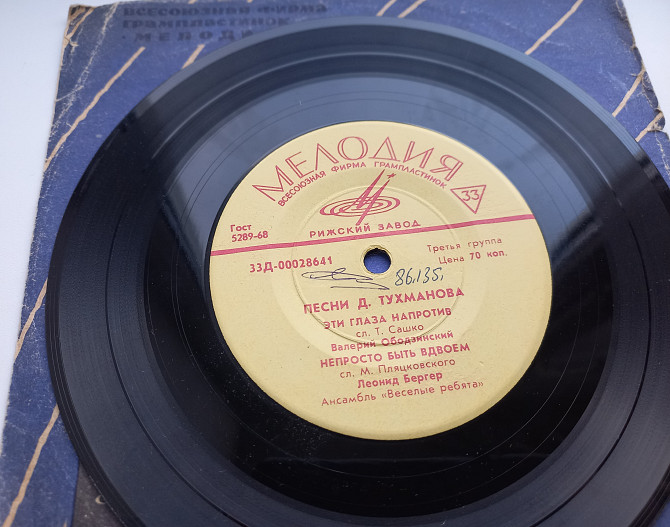 ВСЕСОЮЗНАЯ ФИРМА
ГРАМПЛАСТИНОК
МЕЛОДИЯ
МЕЛОДИЯ
ВСЕСОЮЗНАЯ ФИРМА ГРАМПЛАСТИНОК
33
РИЖСКИЙ ЗАВОД
Гост
5289-68
33Д-00028641
Третья группа
Цена 70 коп.
86.135.
ПЕСНИ Д. ТУХМАНОВА
ЭТИ ГЛАЗА НАПРОТИВ
сл. Т. Сашко
Валерий Ободзинский
НЕПРОСТО БЫТЬ ВДВОЕМ
сл. М. Пляцковского
Леонид Бергер
Ансамбль «Веселые ребята»